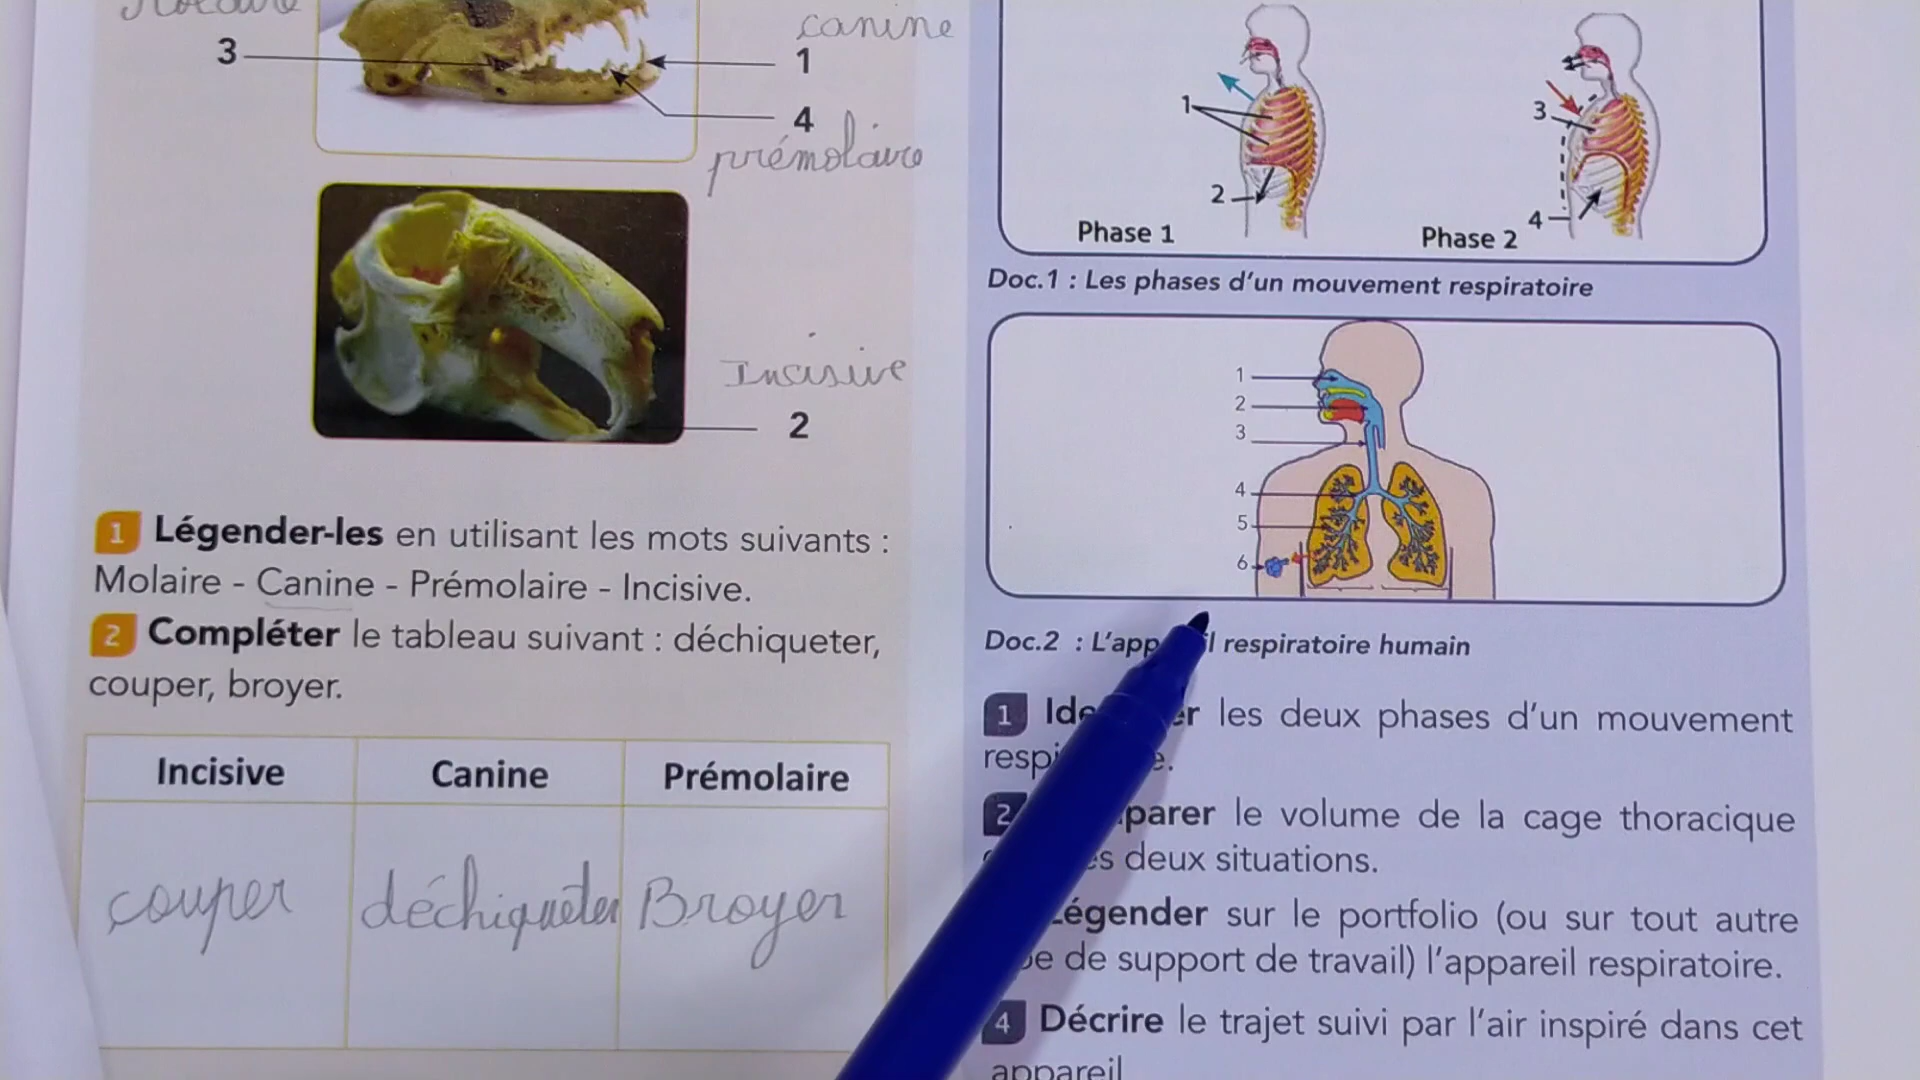 3
canine
1
4
prémolaire
Incisive
2
1 Légender-les en utilisant les mots suivants :
Molaire - Canine - Prémolaire - Incisive.
2 Compléter le tableau suivant : déchiqueter,
couper, broyer.
Incisive Canine Prémolaire
couper déchiqueter Broyer
1
2
Phase 1
3
4
Phase 2
Doc.1 : Les phases d'un mouvement respiratoire
1
2
3
4
5
6
Doc.2 : respiratoire humain
1 les deux phases d'un mouvement
2 le volume de la cage thoracique
deux situations.
Légender sur le portfolio (ou sur tout autre
de support de travail) l'appareil respiratoire.
4 Décrire le trajet suivi par l'air inspiré dans cet
appareil